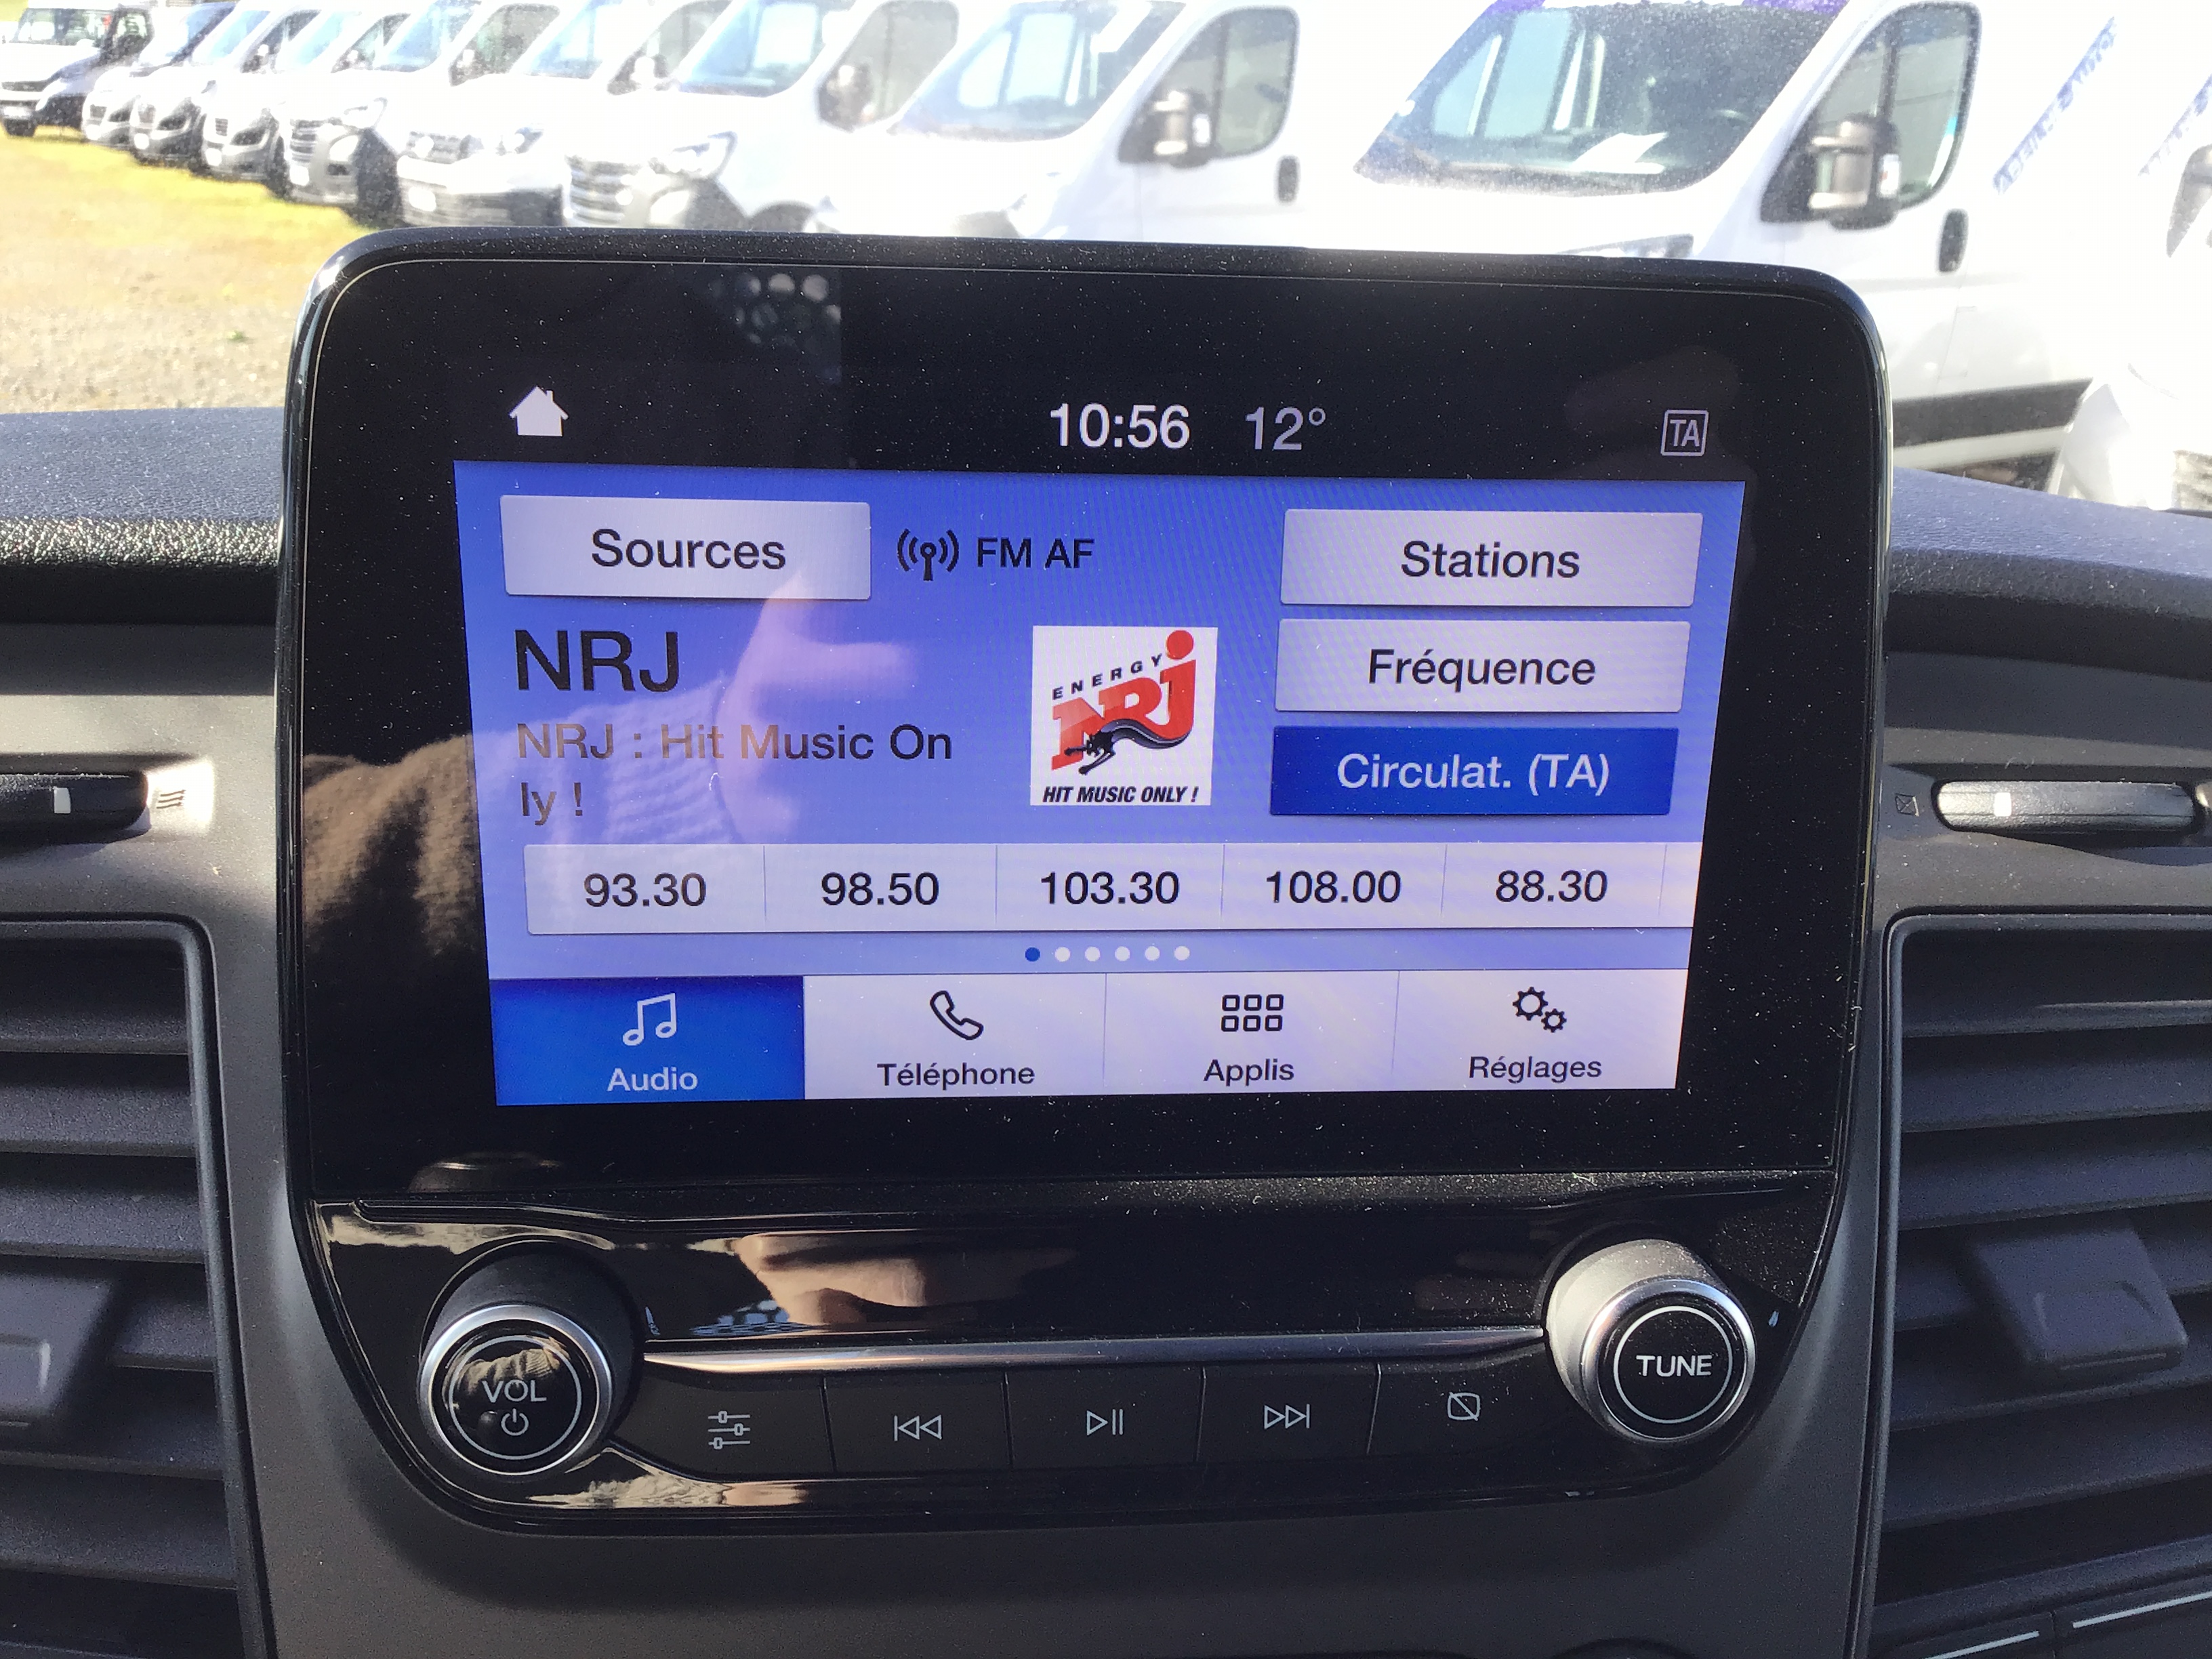 10:56 12°
TA
Sources
FM AF
Stations
NRJ
ENERGY
NRJ
HIT MUSIC ONLY !
Fréquence
NRJ : Hit Music On
ly !
Circulat. (TA)
93.30 98.50 103.30 108.00 88.30
Audio Téléphone Applis Réglages
VOL
TUNE